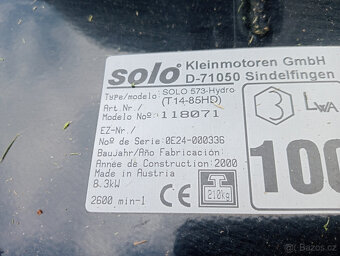 solo Kleinmotoren GmbH
D-71050 Sindelfingen
Type/modelo: SOLO 573-Hydro
Art.Nr./ (T14-85HD)
Modelo Nº: 118071
EZ-Nr./
Nº de Serie: 0E24-000336
Baujahr/Año Fabricación:
Année de Construction: 2000
Made in Austria
8.3kW
2600 min-1
CE
210kg
LWA
100
Bazos.cz